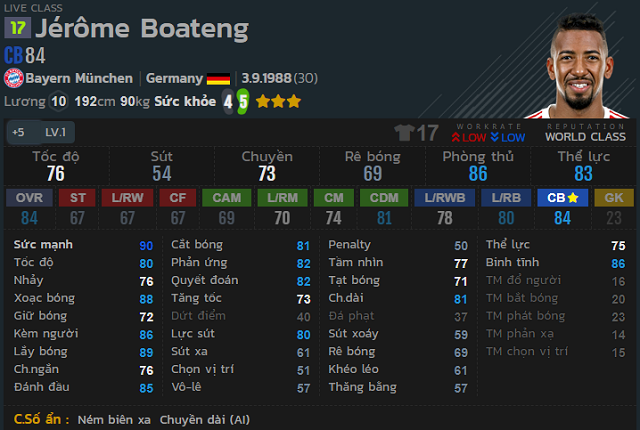 LIVE CLASS
17 Jérôme Boateng
CB 84
Bayern München | Germany | 3.9.1988 (30)
Lương 10 192cm 90kg Sức khỏe 4 5
+5 LV.1 17 WORKRATE LOW LOW REPUTATION WORLD CLASS
Tốc độ Sút Chuyền Rê bóng Phòng thủ Thể lực
76 54 73 69 86 83
OVR ST L/RW CF CAM L/RM CM CDM L/RWB L/RB CB GK
84 67 67 67 69 70 74 81 78 80 84 23
Sức mạnh 90 Cắt bóng 81 Penalty 50 Thể lực 75
Tốc độ 80 Phản ứng 82 Tầm nhìn 77 Bình tĩnh 86
Nhảy 76 Quyết đoán 82 Tạt bóng 71 TM đổ người 16
Xoạc bóng 88 Tăng tốc 73 Ch.dài 81 TM bắt bóng 20
Giữ bóng 72 Dứt điểm 40 Đá phạt 37 TM phát bóng 23
Kèm người 86 Lực sút 80 Sút xoáy 59 TM phản xạ 14
Lấy bóng 89 Sút xa 61 Rê bóng 69 TM chọn vị trí 15
Ch.ngắn 76 Chọn vị trí 51 Khéo léo 61
Đánh đầu 85 Vô-lê 57 Thăng bằng 57
C.Số ẩn : Ném biên xa Chuyền dài (AI)